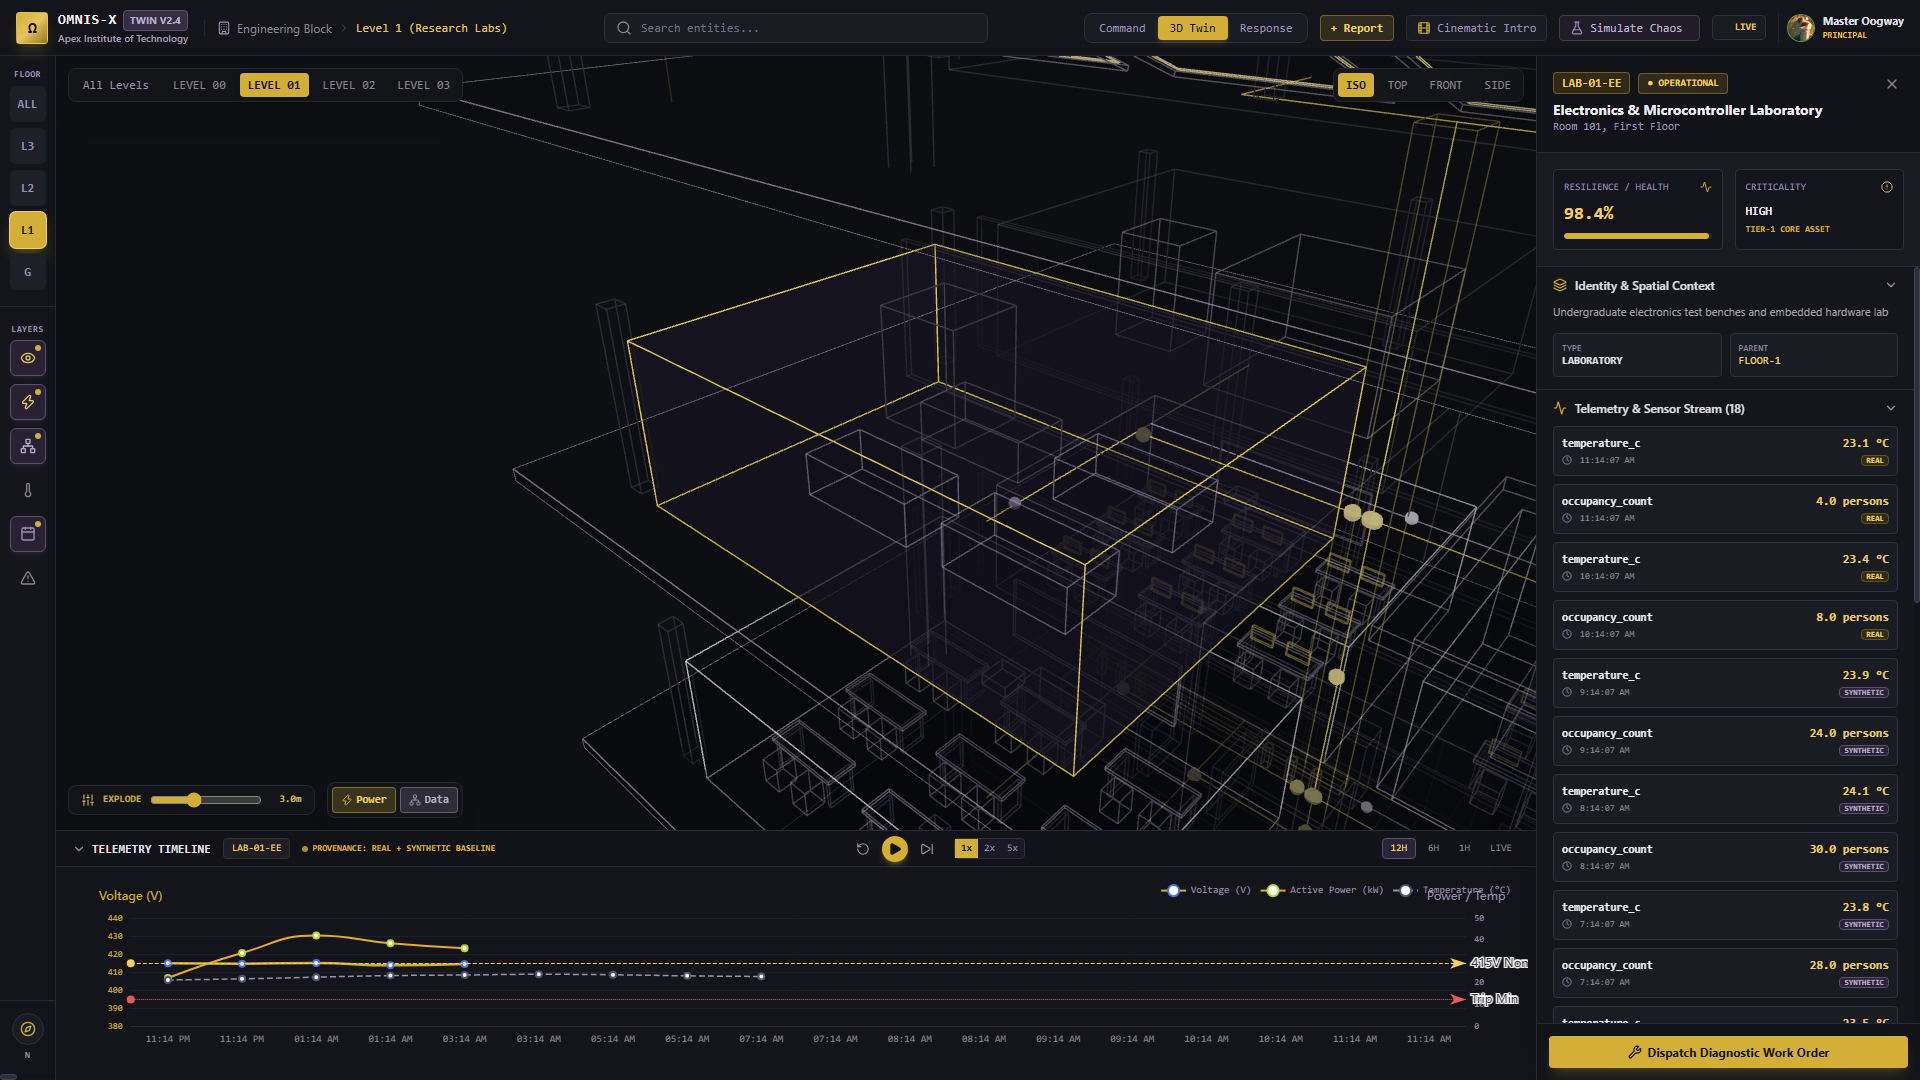 Ω
OMNIS-X TWIN V2.4
Apex Institute of Technology
Engineering Block > Level 1 (Research Labs)
Search entities...
Command 3D Twin Response
+ Report
Cinematic Intro
Simulate Chaos
LIVE
Master Oogway
PRINCIPAL
FLOOR
ALL
L3
L2
L1
G
LAYERS
N
All Levels LEVEL 00 LEVEL 01 LEVEL 02 LEVEL 03
ISO TOP FRONT SIDE
EXPLODE 3.0m
Power Data
LAB-01-EE OPERATIONAL
Electronics & Microcontroller Laboratory
Room 101, First Floor
RESILIENCE / HEALTH
98.4%
CRITICALITY
HIGH
TIER-1 CORE ASSET
Identity & Spatial Context
Undergraduate electronics test benches and embedded hardware lab
TYPE
LABORATORY
PARENT
FLOOR-1
Telemetry & Sensor Stream (18)
temperature_c 23.1 °C
11:14:07 AM REAL
occupancy_count 4.0 persons
11:14:07 AM REAL
temperature_c 23.4 °C
10:14:07 AM REAL
occupancy_count 8.0 persons
10:14:07 AM REAL
temperature_c 23.9 °C
9:14:07 AM SYNTHETIC
occupancy_count 24.0 persons
9:14:07 AM SYNTHETIC
temperature_c 24.1 °C
8:14:07 AM SYNTHETIC
occupancy_count 30.0 persons
8:14:07 AM SYNTHETIC
temperature_c 23.8 °C
7:14:07 AM SYNTHETIC
occupancy_count 28.0 persons
7:14:07 AM SYNTHETIC
temperature_c 23.5 °C
Dispatch Diagnostic Work Order
TELEMETRY TIMELINE LAB-01-EE PROVENANCE: REAL + SYNTHETIC BASELINE
1x 2x 5x
12H 6H 1H LIVE
Voltage (V) Active Power (kW) Temperature (°C)
Voltage (V)
Power / Temp
440 50
430 40
420
410 415V Nom
400 20
390 Trip Min 10
380 0
11:14 PM 11:14 PM 01:14 AM 01:14 AM 03:14 AM 03:14 AM 05:14 AM 05:14 AM 07:14 AM 07:14 AM 08:14 AM 08:14 AM 09:14 AM 09:14 AM 10:14 AM 10:14 AM 11:14 AM 11:14 AM